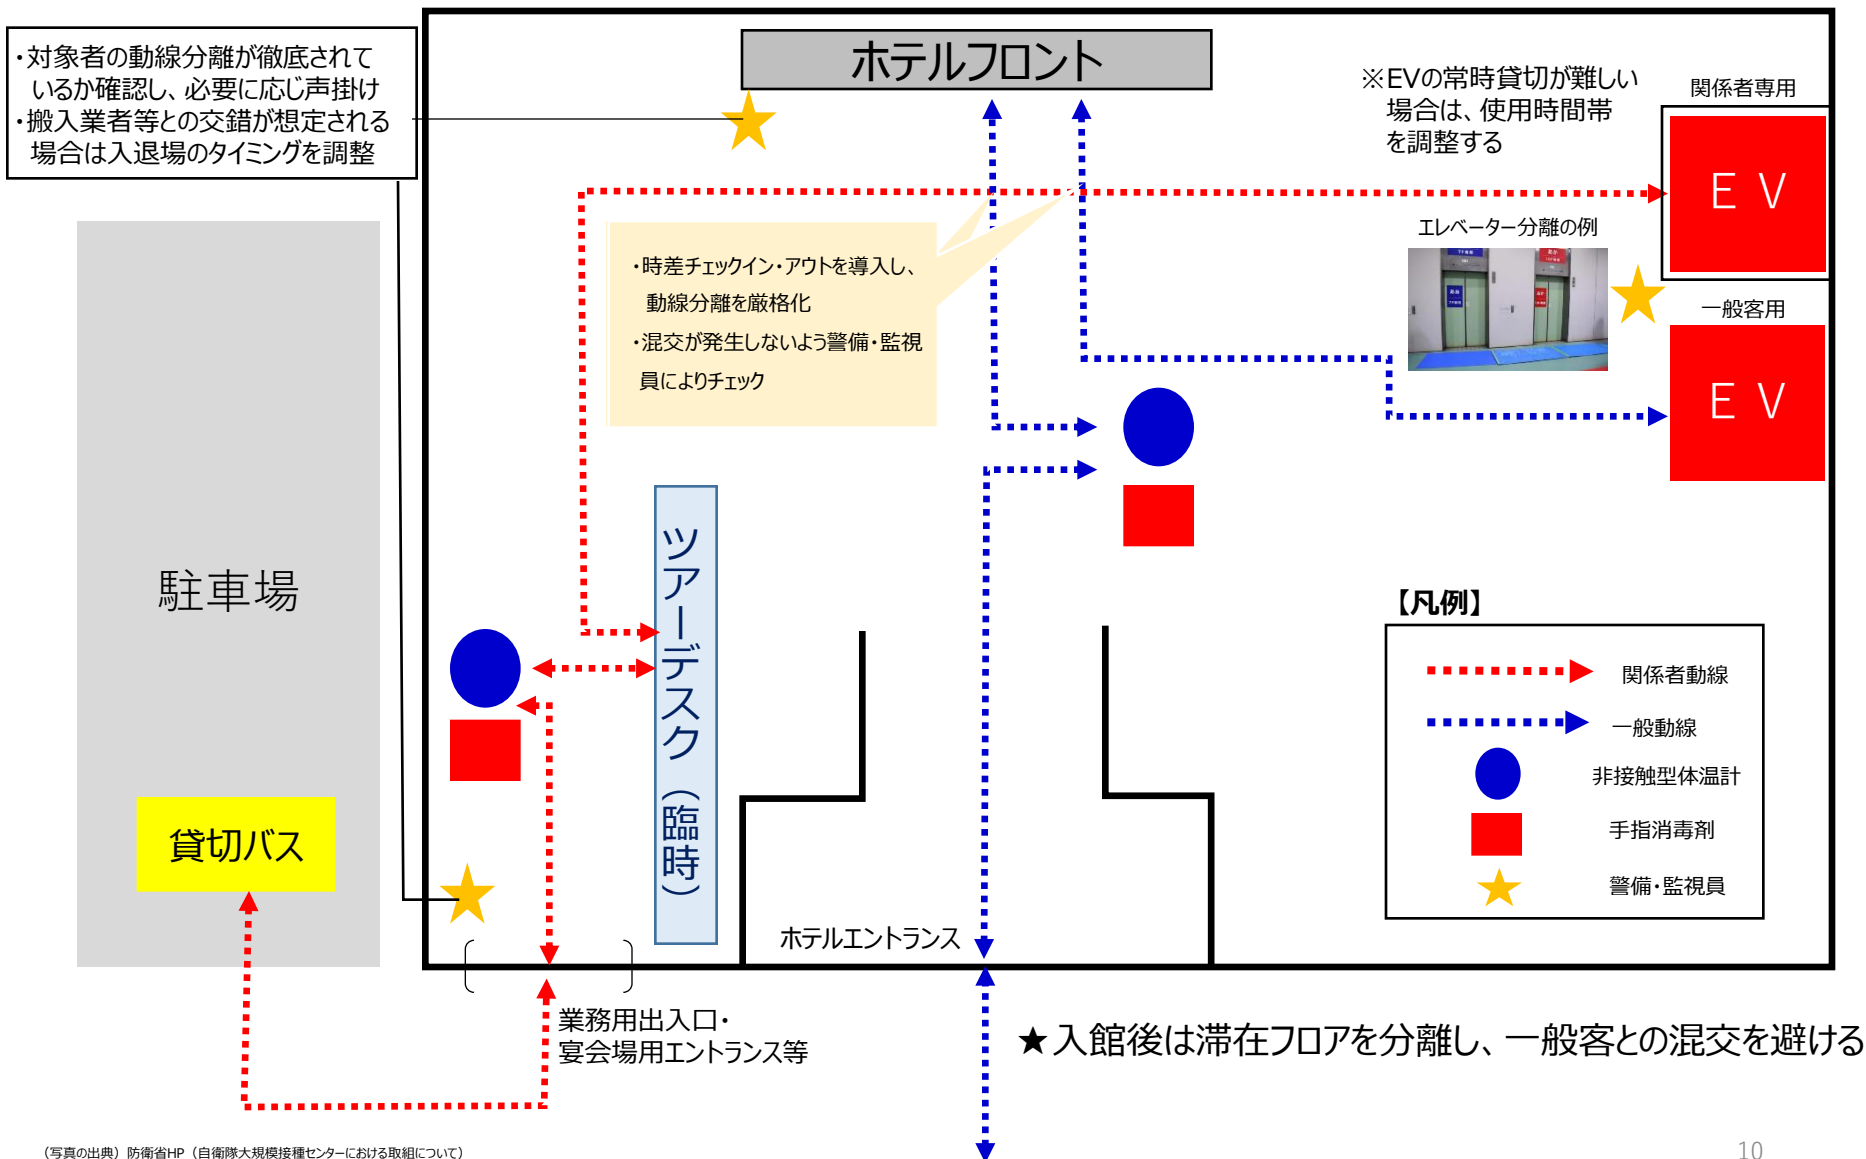 ・対象者の動線分離が徹底されて
いるか確認し、必要に応じ声掛け
・搬入業者等との交錯が想定される
場合は入退場のタイミングを調整
ホテルフロント
※EVの常時貸切が難しい
場合は、使用時間帯
を調整する
関係者専用
EV
エレベーター分離の例
一般客用
EV
・時差チェックイン・アウトを導入し、
動線分離を厳格化
・混交が発生しないよう警備・監視
員によりチェック
駐車場
貸切バス
ツアーデスク（臨時）
ホテルエントランス
業務用出入口・
宴会場用エントランス等
【凡例】
関係者動線
一般動線
非接触型体温計
手指消毒剤
警備・監視員
★入館後は滞在フロアを分離し、一般客との混交を避ける
（写真の出典）防衛省HP（自衛隊大規模接種センターにおける取組について）
10